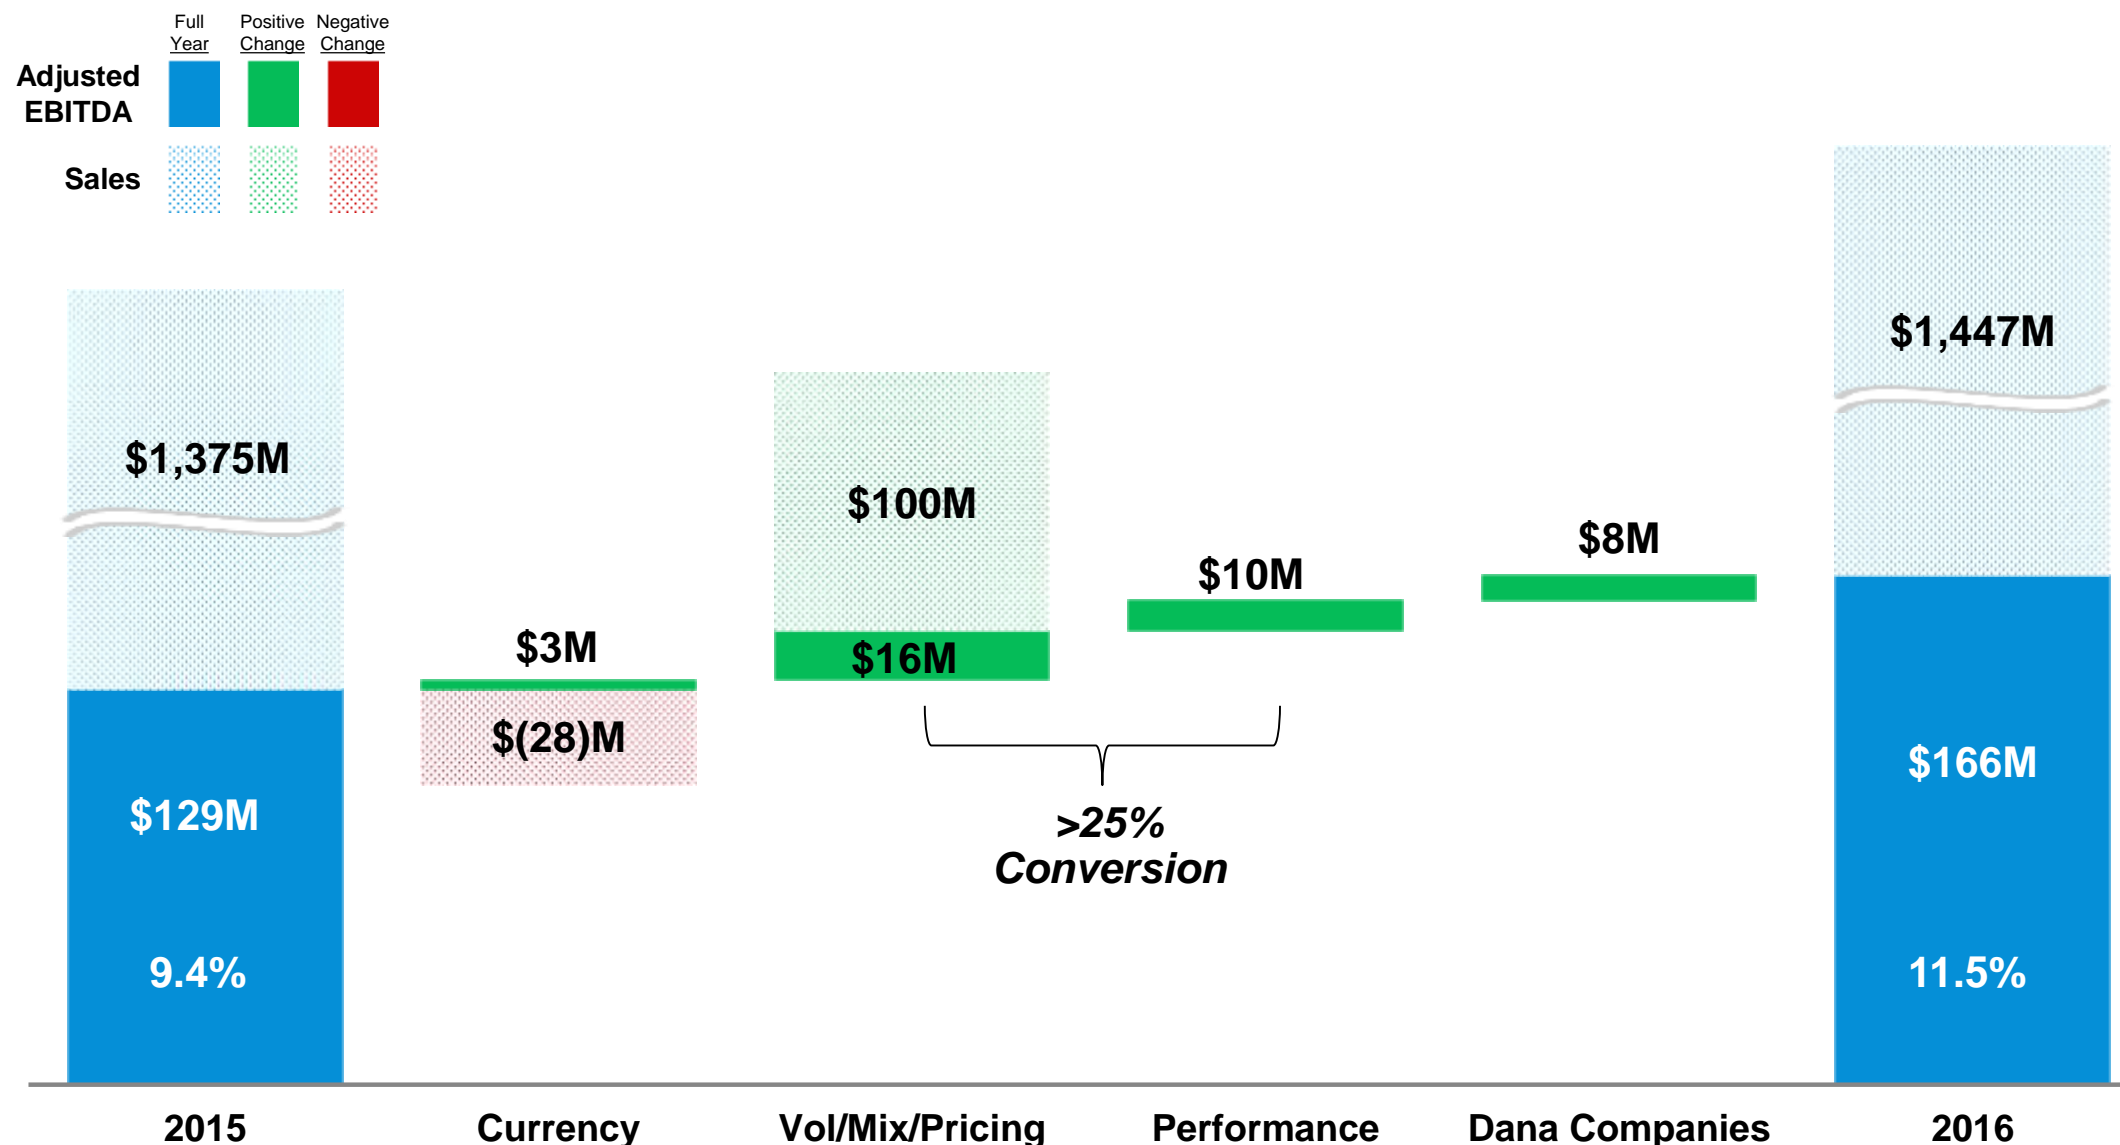 Full Positive Negative
Year Change Change
Adjusted
EBITDA
Sales
$1,447M
$1,375M
$100M
$8M
$10M
$3M
$16M
$(28)M
$166M
$129M
>25%
Conversion
9.4%
11.5%
2015 Currency Vol/Mix/Pricing Performance Dana Companies 2016